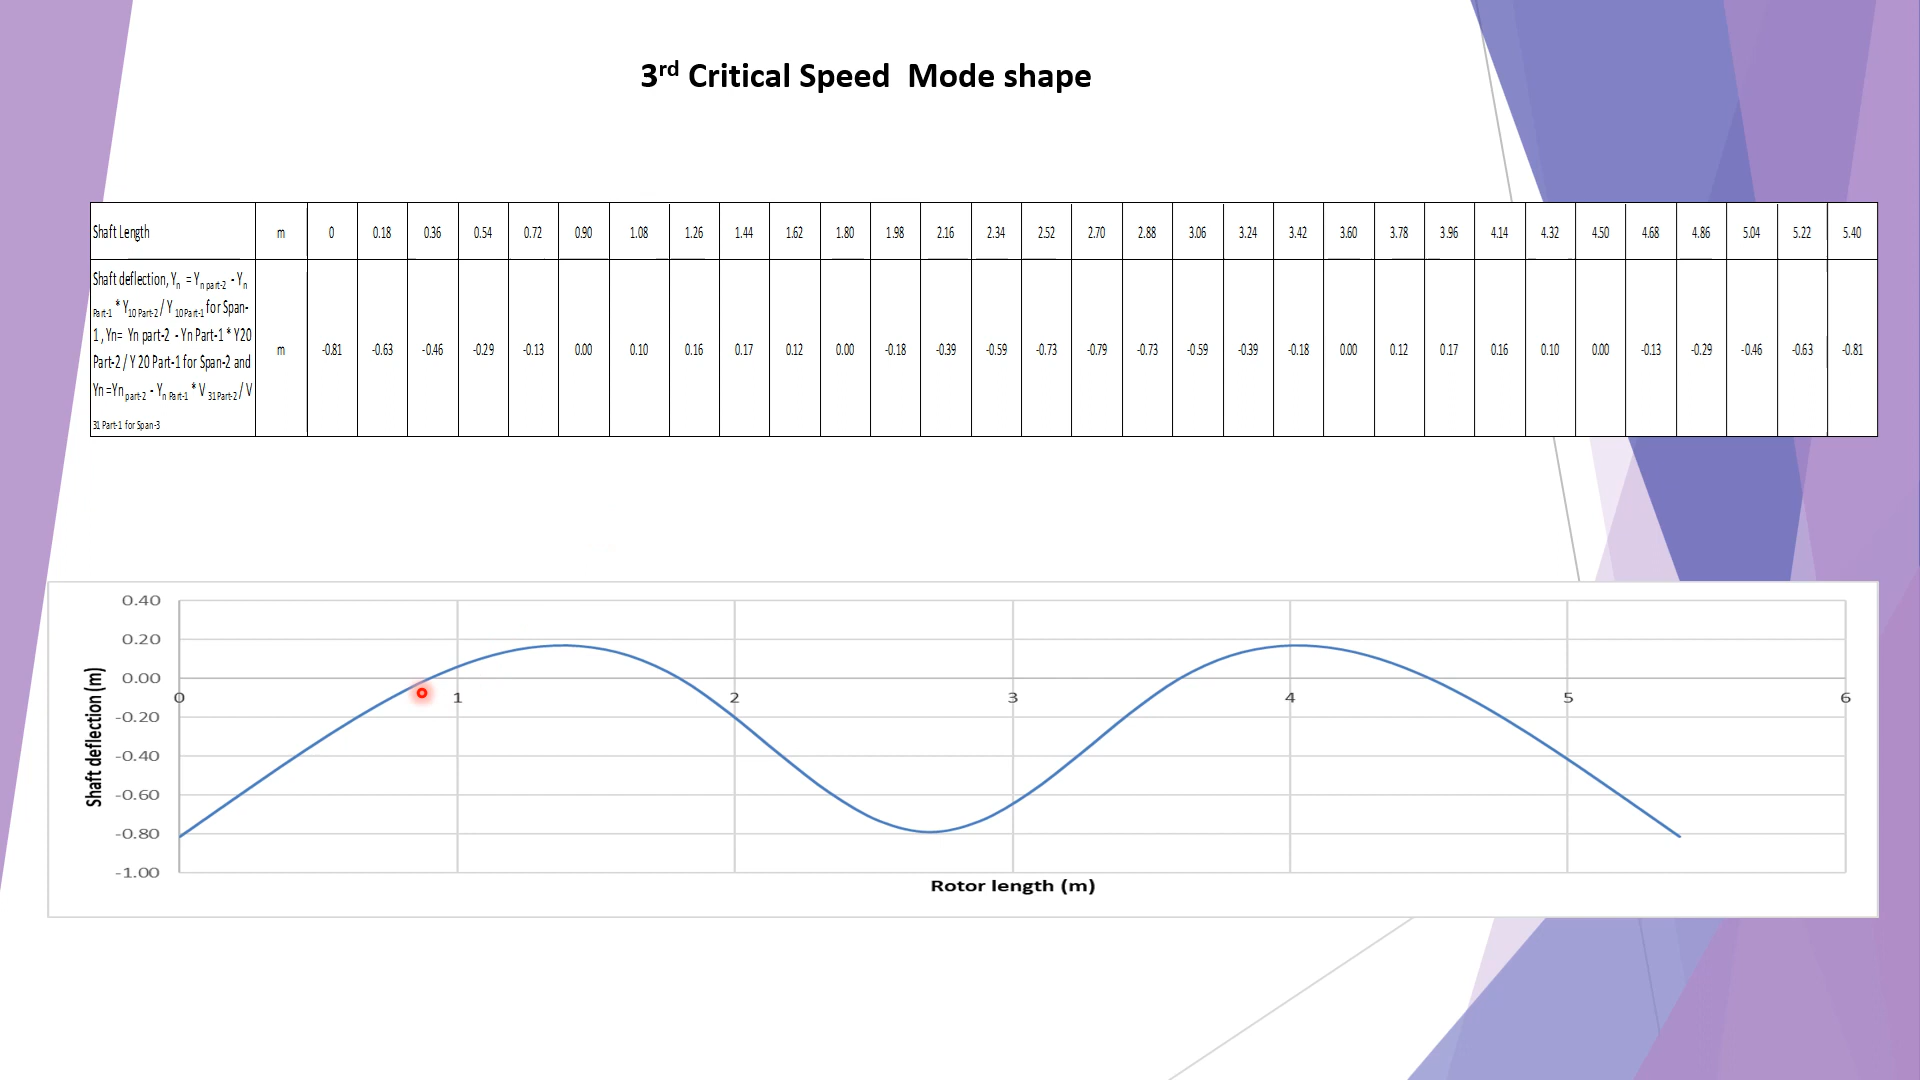 3rd Critical Speed Mode shape
Shaft Length m 0 0.18 0.36 0.54 0.72 0.90 1.08 1.26 1.44 1.62 1.80 1.98 2.16 2.34 2.52 2.70 2.88 3.06 3.24 3.42 3.60 3.78 3.96 4.14 4.32 4.50 4.68 4.86 5.04 5.22 5.40
Shaft deflection, Yn = Yn part-2 - Yn
Part-1 * Y10 Part-2 / Y 10 Part-1 for Span-
1 , Yn= Yn part-2 - Yn Part-1 * Y20
Part-2 / Y 20 Part-1 for Span-2 and
Yn =Yn part-2 - Yn Part-1 * V 31 Part-2 / V
31 Part-1 for Span-3
m -0.81 -0.63 -0.46 -0.29 -0.13 0.00 0.10 0.16 0.17 0.12 0.00 -0.18 -0.39 -0.59 -0.73 -0.79 -0.73 -0.59 -0.39 -0.18 0.00 0.12 0.17 0.16 0.10 0.00 -0.13 -0.29 -0.46 -0.63 -0.81
Shaft deflection (m)
0.40
0.20
0.00
-0.20
-0.40
-0.60
-0.80
-1.00
0 1 2 3 4 5 6
Rotor length (m)